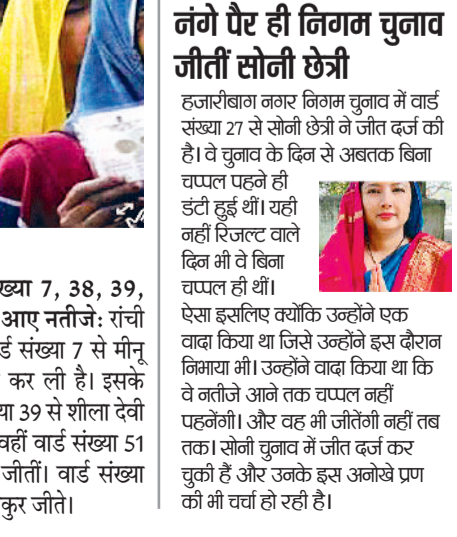 ख्या 7, 38, 39,
आए नतीजे: रांची
र्ड संख्या 7 से मीनू
कर ली है। इसके
या 39 से शीला देवी
वहीं वार्ड संख्या 51
जीतीं। वार्ड संख्या
कुर जीते।
नंगे पैर ही निगम चुनाव
जीतीं सोनी छेत्री
हजारीबाग नगर निगम चुनाव में वार्ड
संख्या 27 से सोनी छेत्री ने जीत दर्ज की
है। वे चुनाव के दिन से अबतक बिना
चप्पल पहने ही
डंटी हुई थीं। यही
नहीं रिजल्ट वाले
दिन भी वे बिना
चप्पल ही थीं।
ऐसा इसलिए क्योंकि उन्होंने एक
वादा किया था जिसे उन्होंने इस दौरान
निभाया भी। उन्होंने वादा किया था कि
वे नतीजे आने तक चप्पल नहीं
पहनेंगी। और वह भी जीतेंगी नहीं तब
तक। सोनी चुनाव में जीत दर्ज कर
चुकी हैं और उनके इस अनोखे प्रण
की भी चर्चा हो रही है।